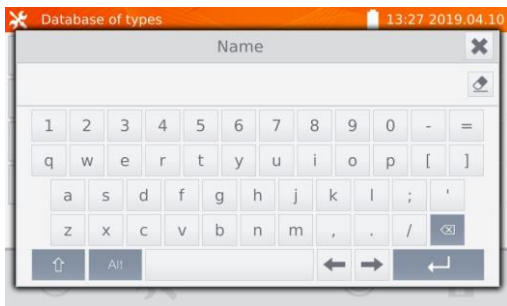 Database of types 13:27 2019.04.10
Name
1 2 3 4 5 6 7 8 9 0 - =
q w e r t y u i o p [ ]
a s d f g h j k l ; '
z x c v b n m , . /
Alt